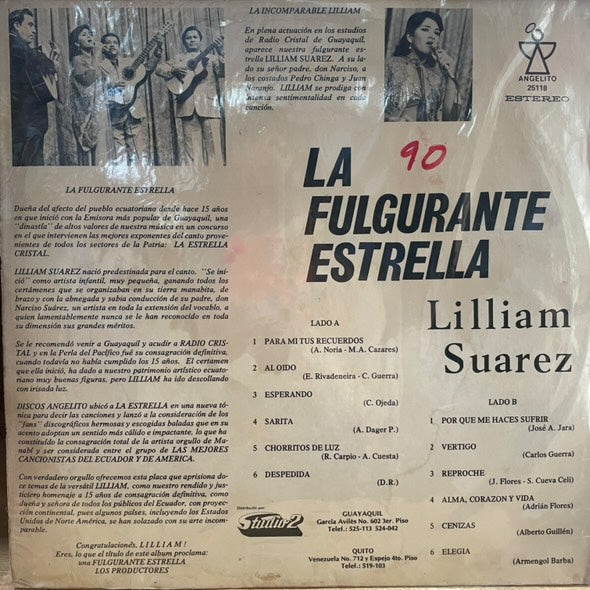 LA INCOMPARABLE LILLIAM
En plena actuación en los estudios
de Radio Cristal de Guayaquil,
aparece nuestra fulgurante es-
trella LILLIAM SUAREZ. A su la-
do su señor padre, don Narciso, a
los costados Pedro Chinga y Juan
Naranjo. LILLIAM se prodiga con
intensa sentimentalidad en cada
canción.
ANGELITO
25118
ESTEREO
90
LA
FULGURANTE
ESTRELLA
Lilliam
Suarez
LA FULGURANTE ESTRELLA
Dueña del afecto del pueblo ecuatoriano desde hace 15 años
en que inició con la Emisora más popular de Guayaquil, una
"dinastía" de altos valores de nuestra música en un concurso
en el que intervienen las mejores exponentes del canto prove-
nientes de todos los sectores de la Patria: LA ESTRELLA
CRISTAL.
LILLIAM SUAREZ nació predestinada para el canto. "Se ini-
ció" como artista infantil, muy pequeña, ganando todos los
certámenes que se organizaban en su tierra manabita, de
brazo y con la abnegada y sabia conducción de su padre, don
Narciso Suárez, un artista en toda la extensión del vocablo, a
quien lamentablemente nunca se le han reconocido en toda
su dimensión sus grandes méritos.
Se le recomendó venir a Guayaquil y acudir a RADIO CRIS-
TAL y en la Perla del Pacífico fué su consagración definitiva,
cuando todavía no había cumplido los 15 años. El certamen
que ella inició, ha dado a nuestro patrimonio artístico ecuato-
riano muy buenas figuras, pero LILLIAM ha ido descollando
con irisada luz.
DISCOS ANGELITO ubicó a LA ESTRELLA en una nueva tó-
nica para decir las canciones y lanzó a la consideración de los
"fans" discográficos hermosas y escogidas baladas que en su
acento adoptan un sentido más cálido e impactante, lo que ha
constituído la consagración total de la artista orgullo de Ma-
nabí y ser considerada entre el grupo de LAS MEJORES
CANCIONISTAS DEL ECUADOR Y DE AMERICA.
Con verdadero orgullo ofrecemos esta placa que aprisiona do-
ce temas de la versátil LILLIAM, como nuestro rendido y jus-
ticiero homenaje a 15 años de consagración definitiva, como
dueña y señora de todos los públicos del Ecuador, con proyec-
ción continental, pues algunos países, incluyendo los Estados
Unidos de Norte América, se han solazado con su arte incom-
parable.
Congratulacionés, LILLIAM!
Eres, lo que el título de este album proclama:
una FULGURANTE ESTRELLA
LOS PRODUCTORES
LADO A
1 PARA MI TUS RECUERDOS
(A. Noria - M.A. Cazares)
2 AL OIDO
(E. Rivadeneira - C. Guerra)
3 ESPERANDO
(C. Ojeda)
4 SARITA
(A. Dager P.)
5 CHORRITOS DE LUZ
(R. Carpio - A. Cuesta)
6 DESPEDIDA
(D.R.)
LADO B
1 POR QUE ME HACES SUFRIR
(José A. Jara)
2 VERTIGO
(Carlos Guerra)
3 REPROCHE
(J. Flores - S. Cueva Celi)
4 ALMA, CORAZON Y VIDA
(Adrián Flores)
5 CENIZAS
(Alberto Guillén)
6 ELEGIA
(Armengol Barba)
Distribuido por:
Studio 2
GUAYAQUIL
García Avilés No. 602 3er. Piso
Telef.: 525-113 524-042
QUITO
Venezuela No. 712 y Espejo 4to. Piso
Telef.: 519-103